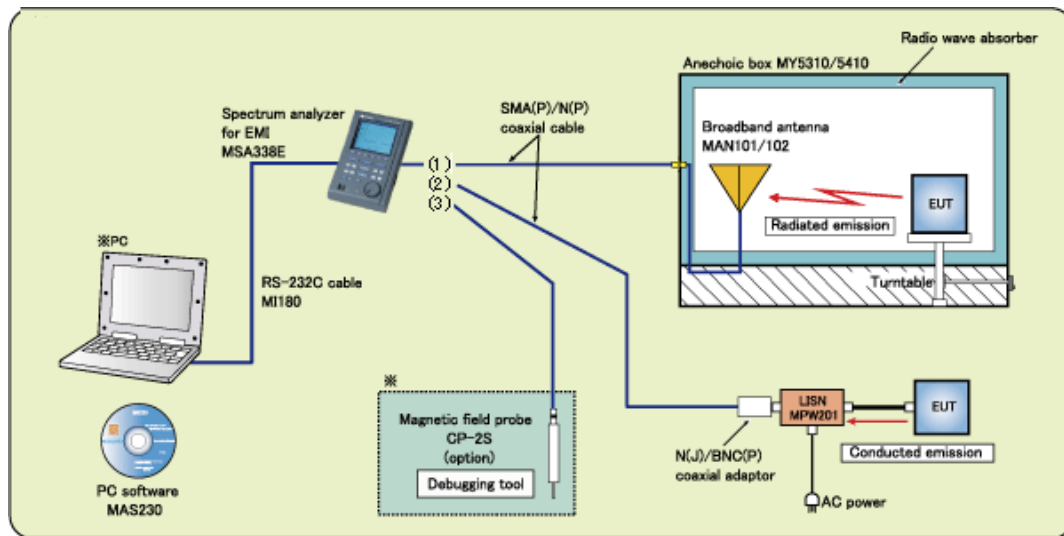 Radio wave absorber
Anechoic box MY5310/5410
Spectrum analyzer
for EMI
MSA338E
SMA(P)/N(P)
coaxial cable
Broadband antenna
MAN101/102
(1)
(2)
(3)
EUT
Radiated emission
※PC
RS-232C cable
MI180
Turntable
※
Magnetic field probe
CP-2S
(option)
Debugging tool
LISN
MPW201
EUT
N(J)/BNC(P)
coaxial adaptor
Conducted emission
AC power
PC software
MAS230